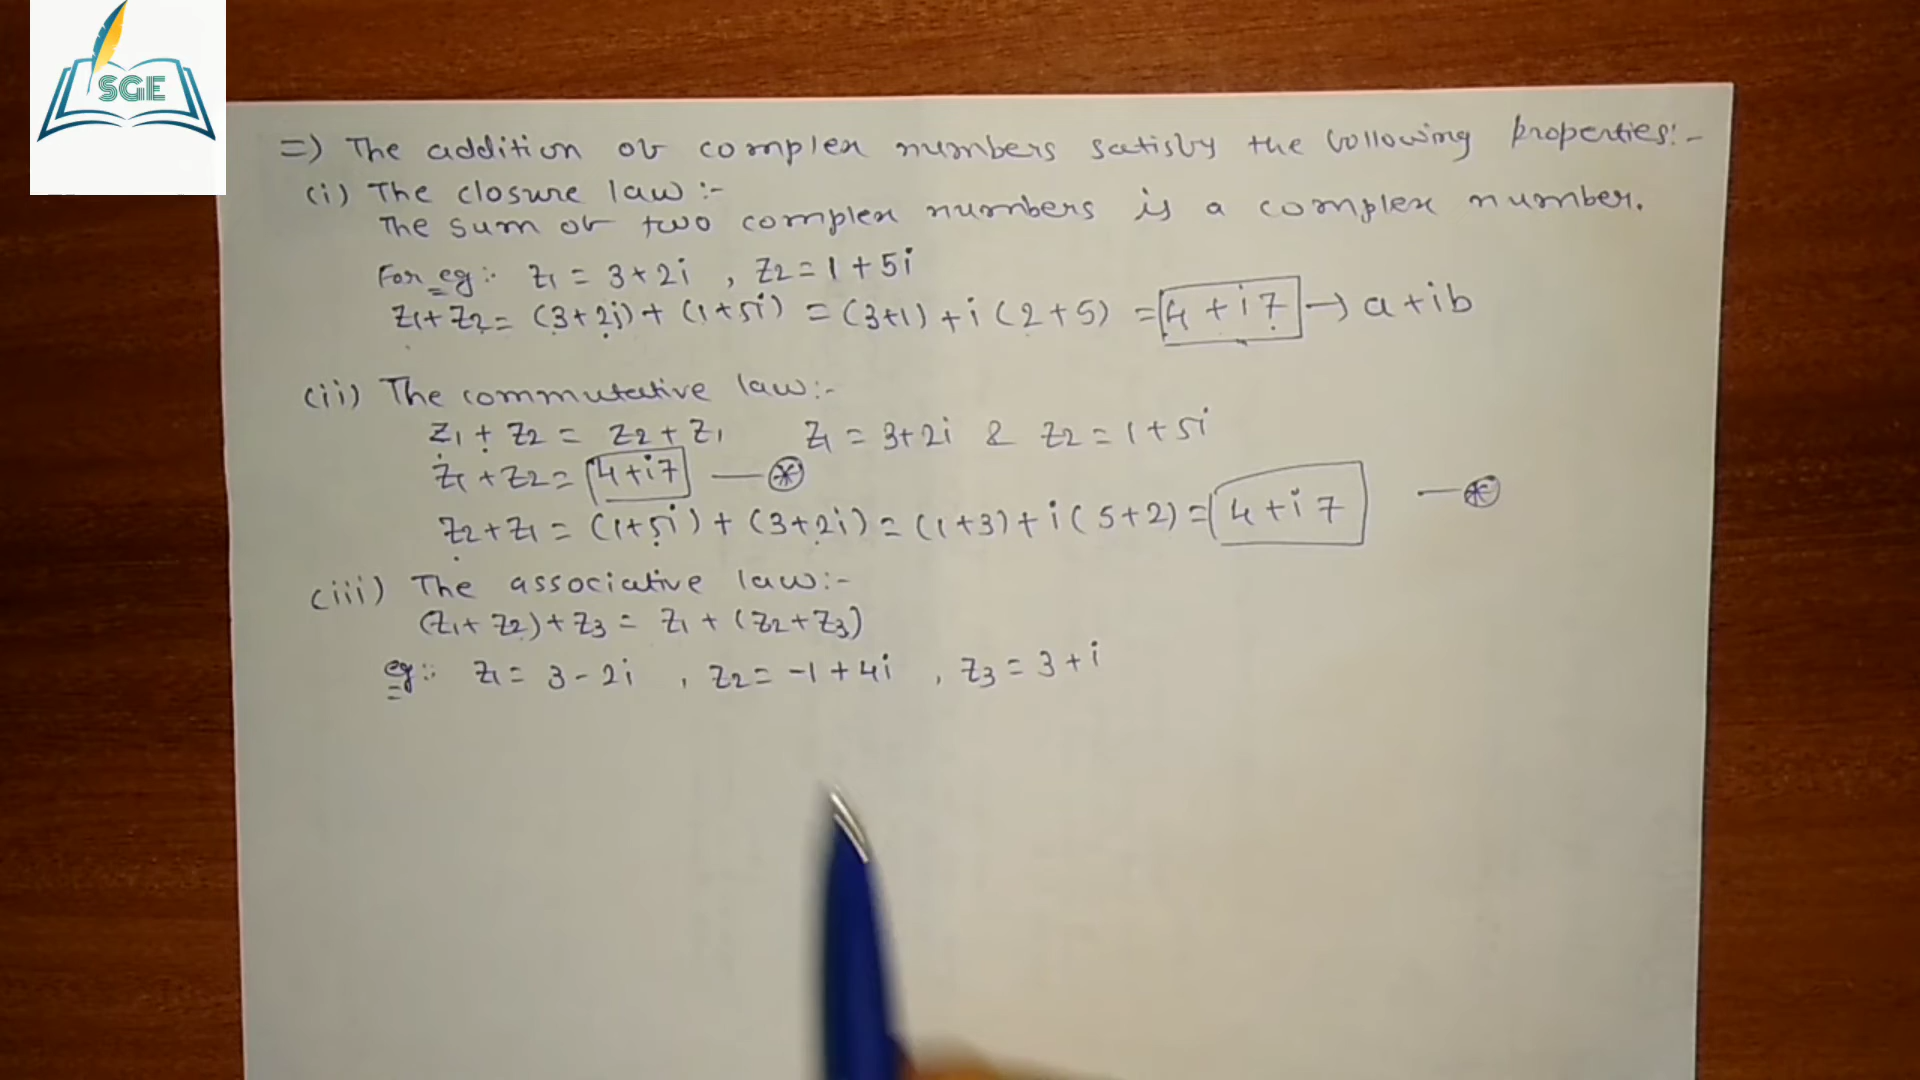 SGE
=) The addition of complex numbers satisfy the following properties:-
(i) The closure law :-
The sum of two complex numbers is a complex number.
For eg:- z1 = 3+2i , z2 = 1+5i
z1+z2 = (3+2i)+(1+5i) = (3+1)+i(2+5) = 4+i7 → a+ib
(ii) The commutative law:-
z1+z2 = z2+z1 z1 = 3+2i & z2 = 1+5i
z1+z2 = 4+i7 — ⊛
z2+z1 = (1+5i)+(3+2i) = (1+3)+i(5+2) = 4+i7 — ⊛
(iii) The associative law:-
(z1+z2)+z3 = z1+(z2+z3)
eg:- z1 = 3-2i , z2 = -1+4i , z3 = 3+i